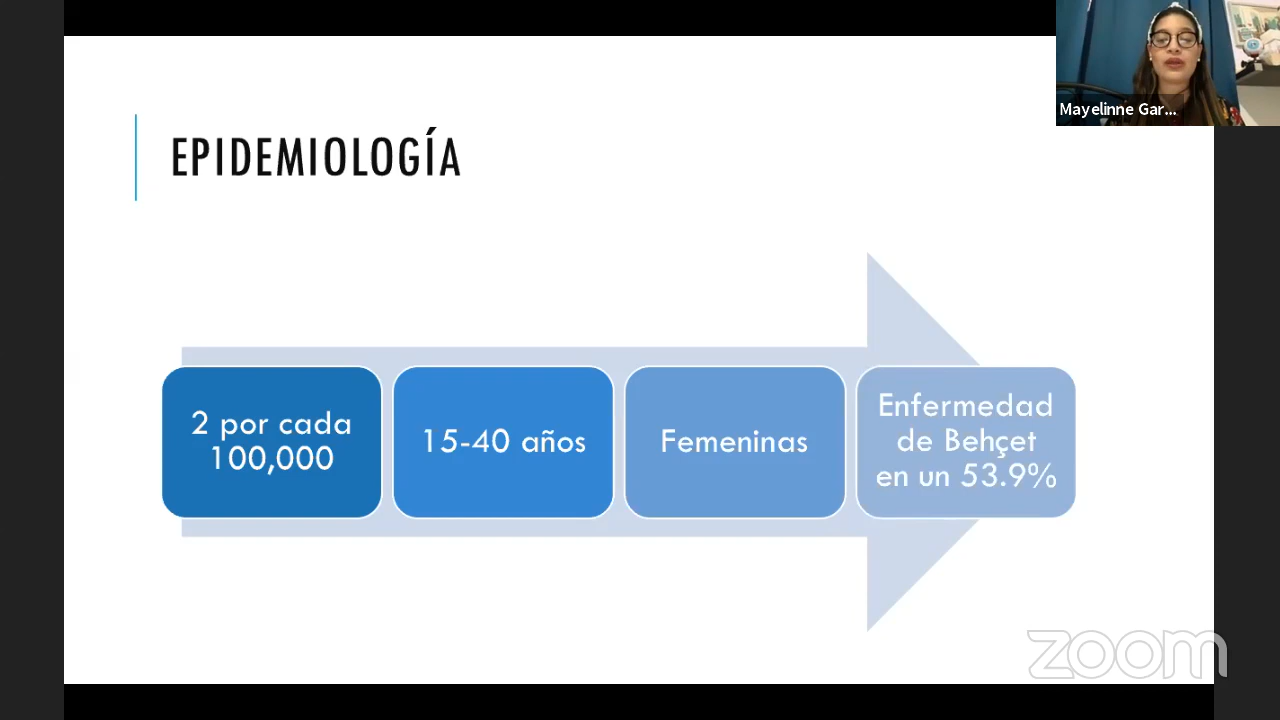 Mayelinne Gar...
EPIDEMIOLOGÍA
2 por cada
100,000
15-40 años
Femeninas
Enfermedad
de Behçet
en un 53.9%
zoom